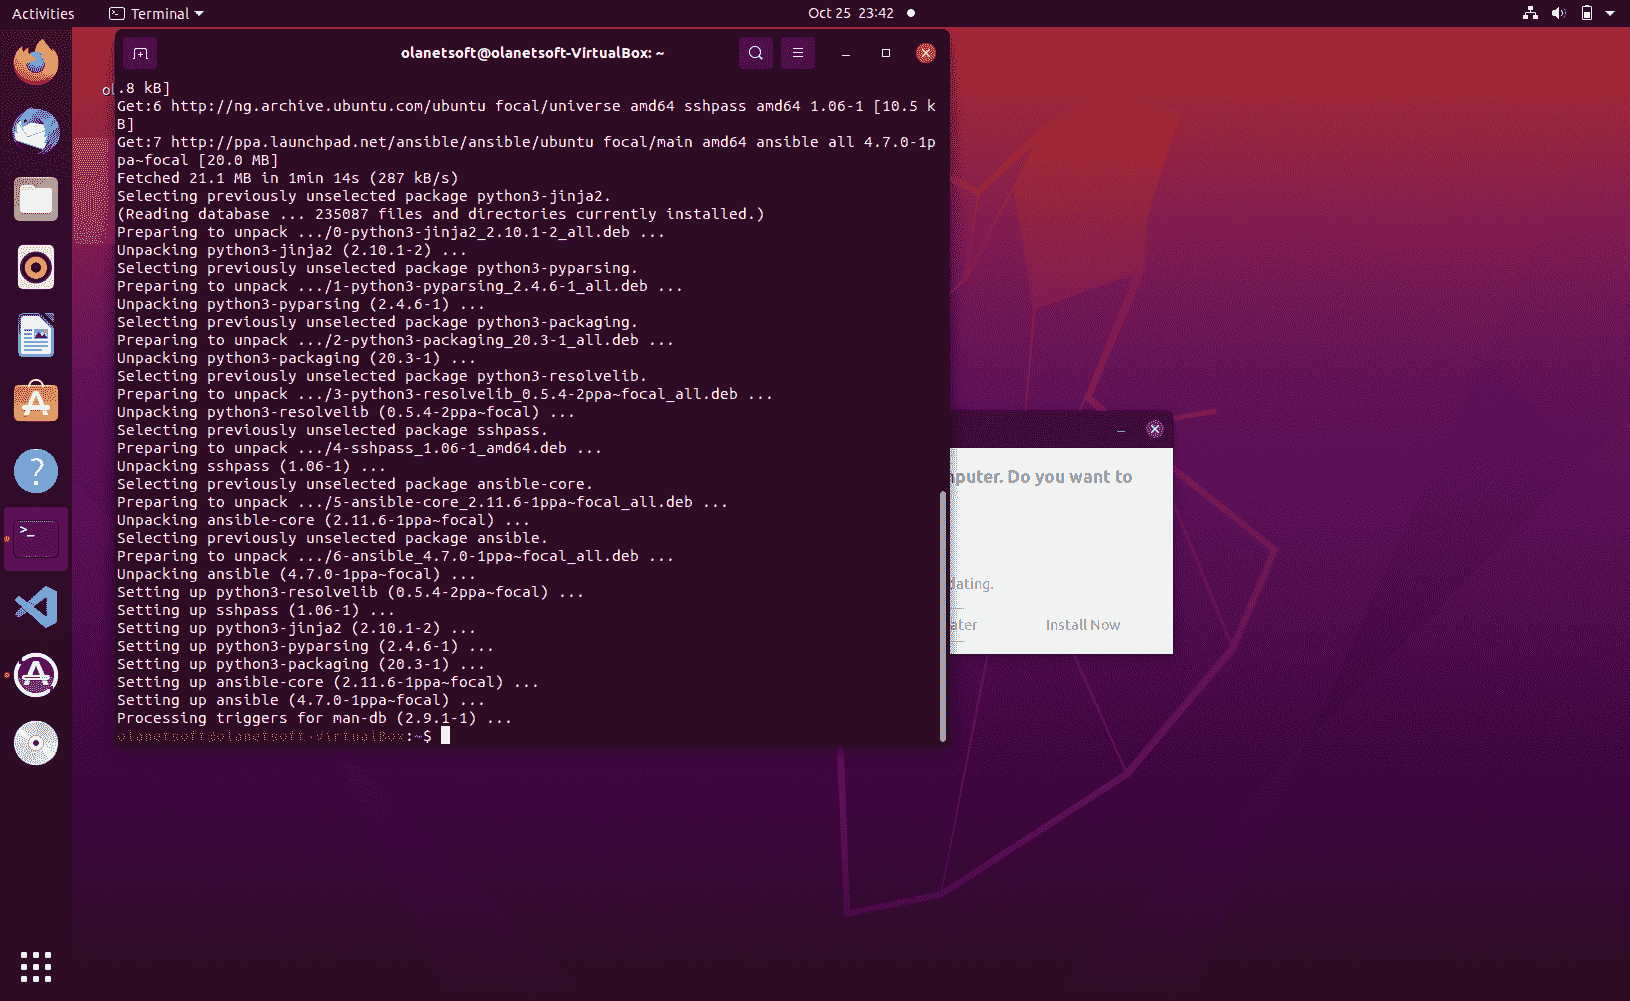 Activities
Terminal
Oct 25 23:42
olanetsoft@olanetsoft-VirtualBox: ~
ol
.8 kB]
Get:6 http://ng.archive.ubuntu.com/ubuntu focal/universe amd64 sshpass amd64 1.06-1 [10.5 k
B]
Get:7 http://ppa.launchpad.net/ansible/ansible/ubuntu focal/main amd64 ansible all 4.7.0-1p
pa~focal [20.0 MB]
Fetched 21.1 MB in 1min 14s (287 kB/s)
Selecting previously unselected package python3-jinja2.
(Reading database ... 235087 files and directories currently installed.)
Preparing to unpack .../0-python3-jinja2_2.10.1-2_all.deb ...
Unpacking python3-jinja2 (2.10.1-2) ...
Selecting previously unselected package python3-pyparsing.
Preparing to unpack .../1-python3-pyparsing_2.4.6-1_all.deb ...
Unpacking python3-pyparsing (2.4.6-1) ...
Selecting previously unselected package python3-packaging.
Preparing to unpack .../2-python3-packaging_20.3-1_all.deb ...
Unpacking python3-packaging (20.3-1) ...
Selecting previously unselected package python3-resolvelib.
Preparing to unpack .../3-python3-resolvelib_0.5.4-2ppa~focal_all.deb ...
Unpacking python3-resolvelib (0.5.4-2ppa~focal) ...
Selecting previously unselected package sshpass.
Preparing to unpack .../4-sshpass_1.06-1_amd64.deb ...
Unpacking sshpass (1.06-1) ...
Selecting previously unselected package ansible-core.
Preparing to unpack .../5-ansible-core_2.11.6-1ppa~focal_all.deb ...
Unpacking ansible-core (2.11.6-1ppa~focal) ...
Selecting previously unselected package ansible.
Preparing to unpack .../6-ansible_4.7.0-1ppa~focal_all.deb ...
Unpacking ansible (4.7.0-1ppa~focal) ...
Setting up python3-resolvelib (0.5.4-2ppa~focal) ...
Setting up sshpass (1.06-1) ...
Setting up python3-jinja2 (2.10.1-2) ...
Setting up python3-pyparsing (2.4.6-1) ...
Setting up python3-packaging (20.3-1) ...
Setting up ansible-core (2.11.6-1ppa~focal) ...
Setting up ansible (4.7.0-1ppa~focal) ...
Processing triggers for man-db (2.9.1-1) ...
olanetsoft@olanetsoft-VirtualBox:~$
nputer. Do you want to
dating.
ater
Install Now